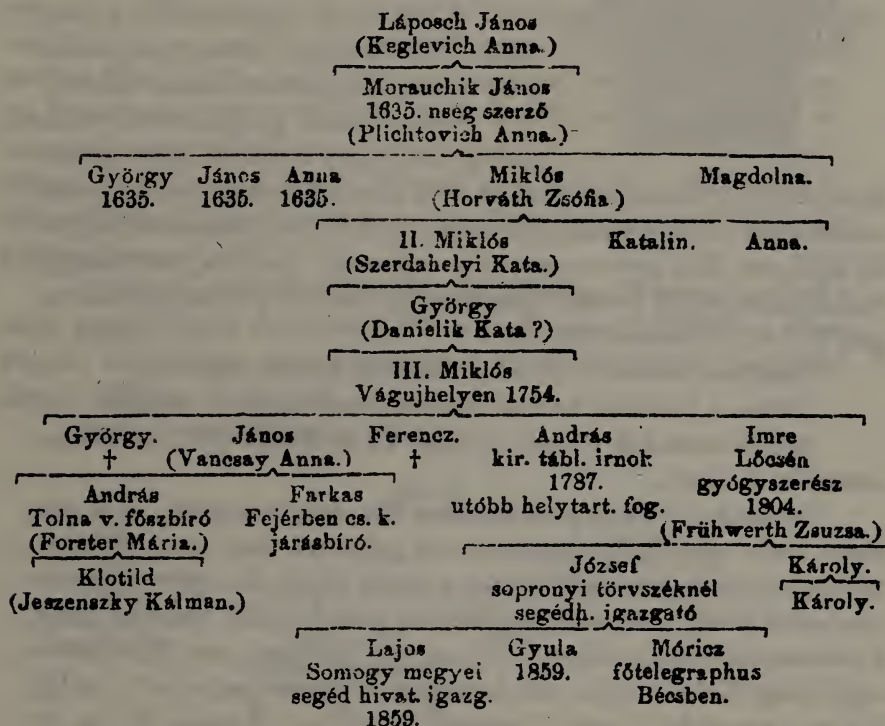 Láposch János
(Keglevich Anna.)
Morauchik János
1635. nség szerző
(Plichtovich Anna.)
György János Anna Miklós Magdolna.
1635. 1635. 1635. (Horváth Zsófia.)
II. Miklós Katalin. Anna.
(Szerdahelyi Kata.)
György
(Danielik Kata?)
III. Miklós
Vágujhelyen 1754.
György. János Ferencz. András Imre
† (Vancsay Anna.) † kir. tábl. irnok Lőcsén
1787. gyógyszerész
András Farkas utóbb helytart. fog. 1804.
Tolna v. főszbíró Fejérben cs. k. (Frühwerth Zsuzsa.)
(Forster Mária.) járásbíró.
Klotild József Károly.
(Jeszenszky Kálman.) sopronyi törvszéknél Károly.
segédh. igazgató
Lajos Gyula Móricz
Somogy megyei 1859. főtelegraphus
segéd hivat. igazg. Bécsben.
1859.